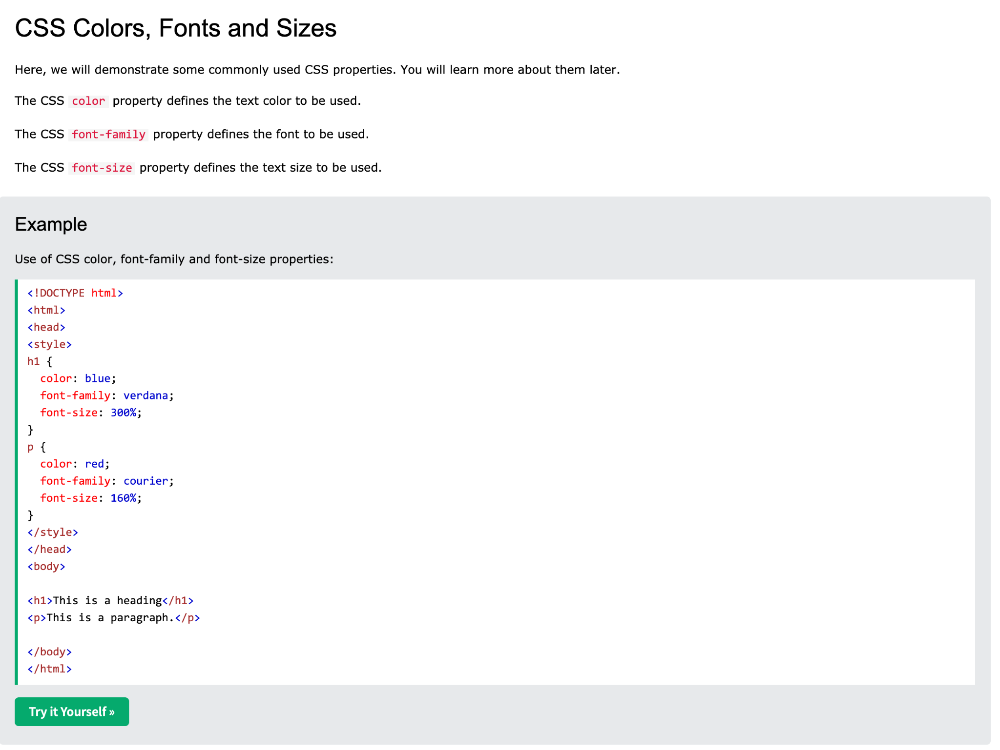 CSS Colors, Fonts and Sizes
Here, we will demonstrate some commonly used CSS properties. You will learn more about them later.
The CSS color property defines the text color to be used.
The CSS font-family property defines the font to be used.
The CSS font-size property defines the text size to be used.
Example
Use of CSS color, font-family and font-size properties:
<!DOCTYPE html>
<html>
<head>
<style>
h1 {
  color: blue;
  font-family: verdana;
  font-size: 300%;
}
p {
  color: red;
  font-family: courier;
  font-size: 160%;
}
</style>
</head>
<body>

<h1>This is a heading</h1>
<p>This is a paragraph.</p>

</body>
</html>
Try it Yourself »